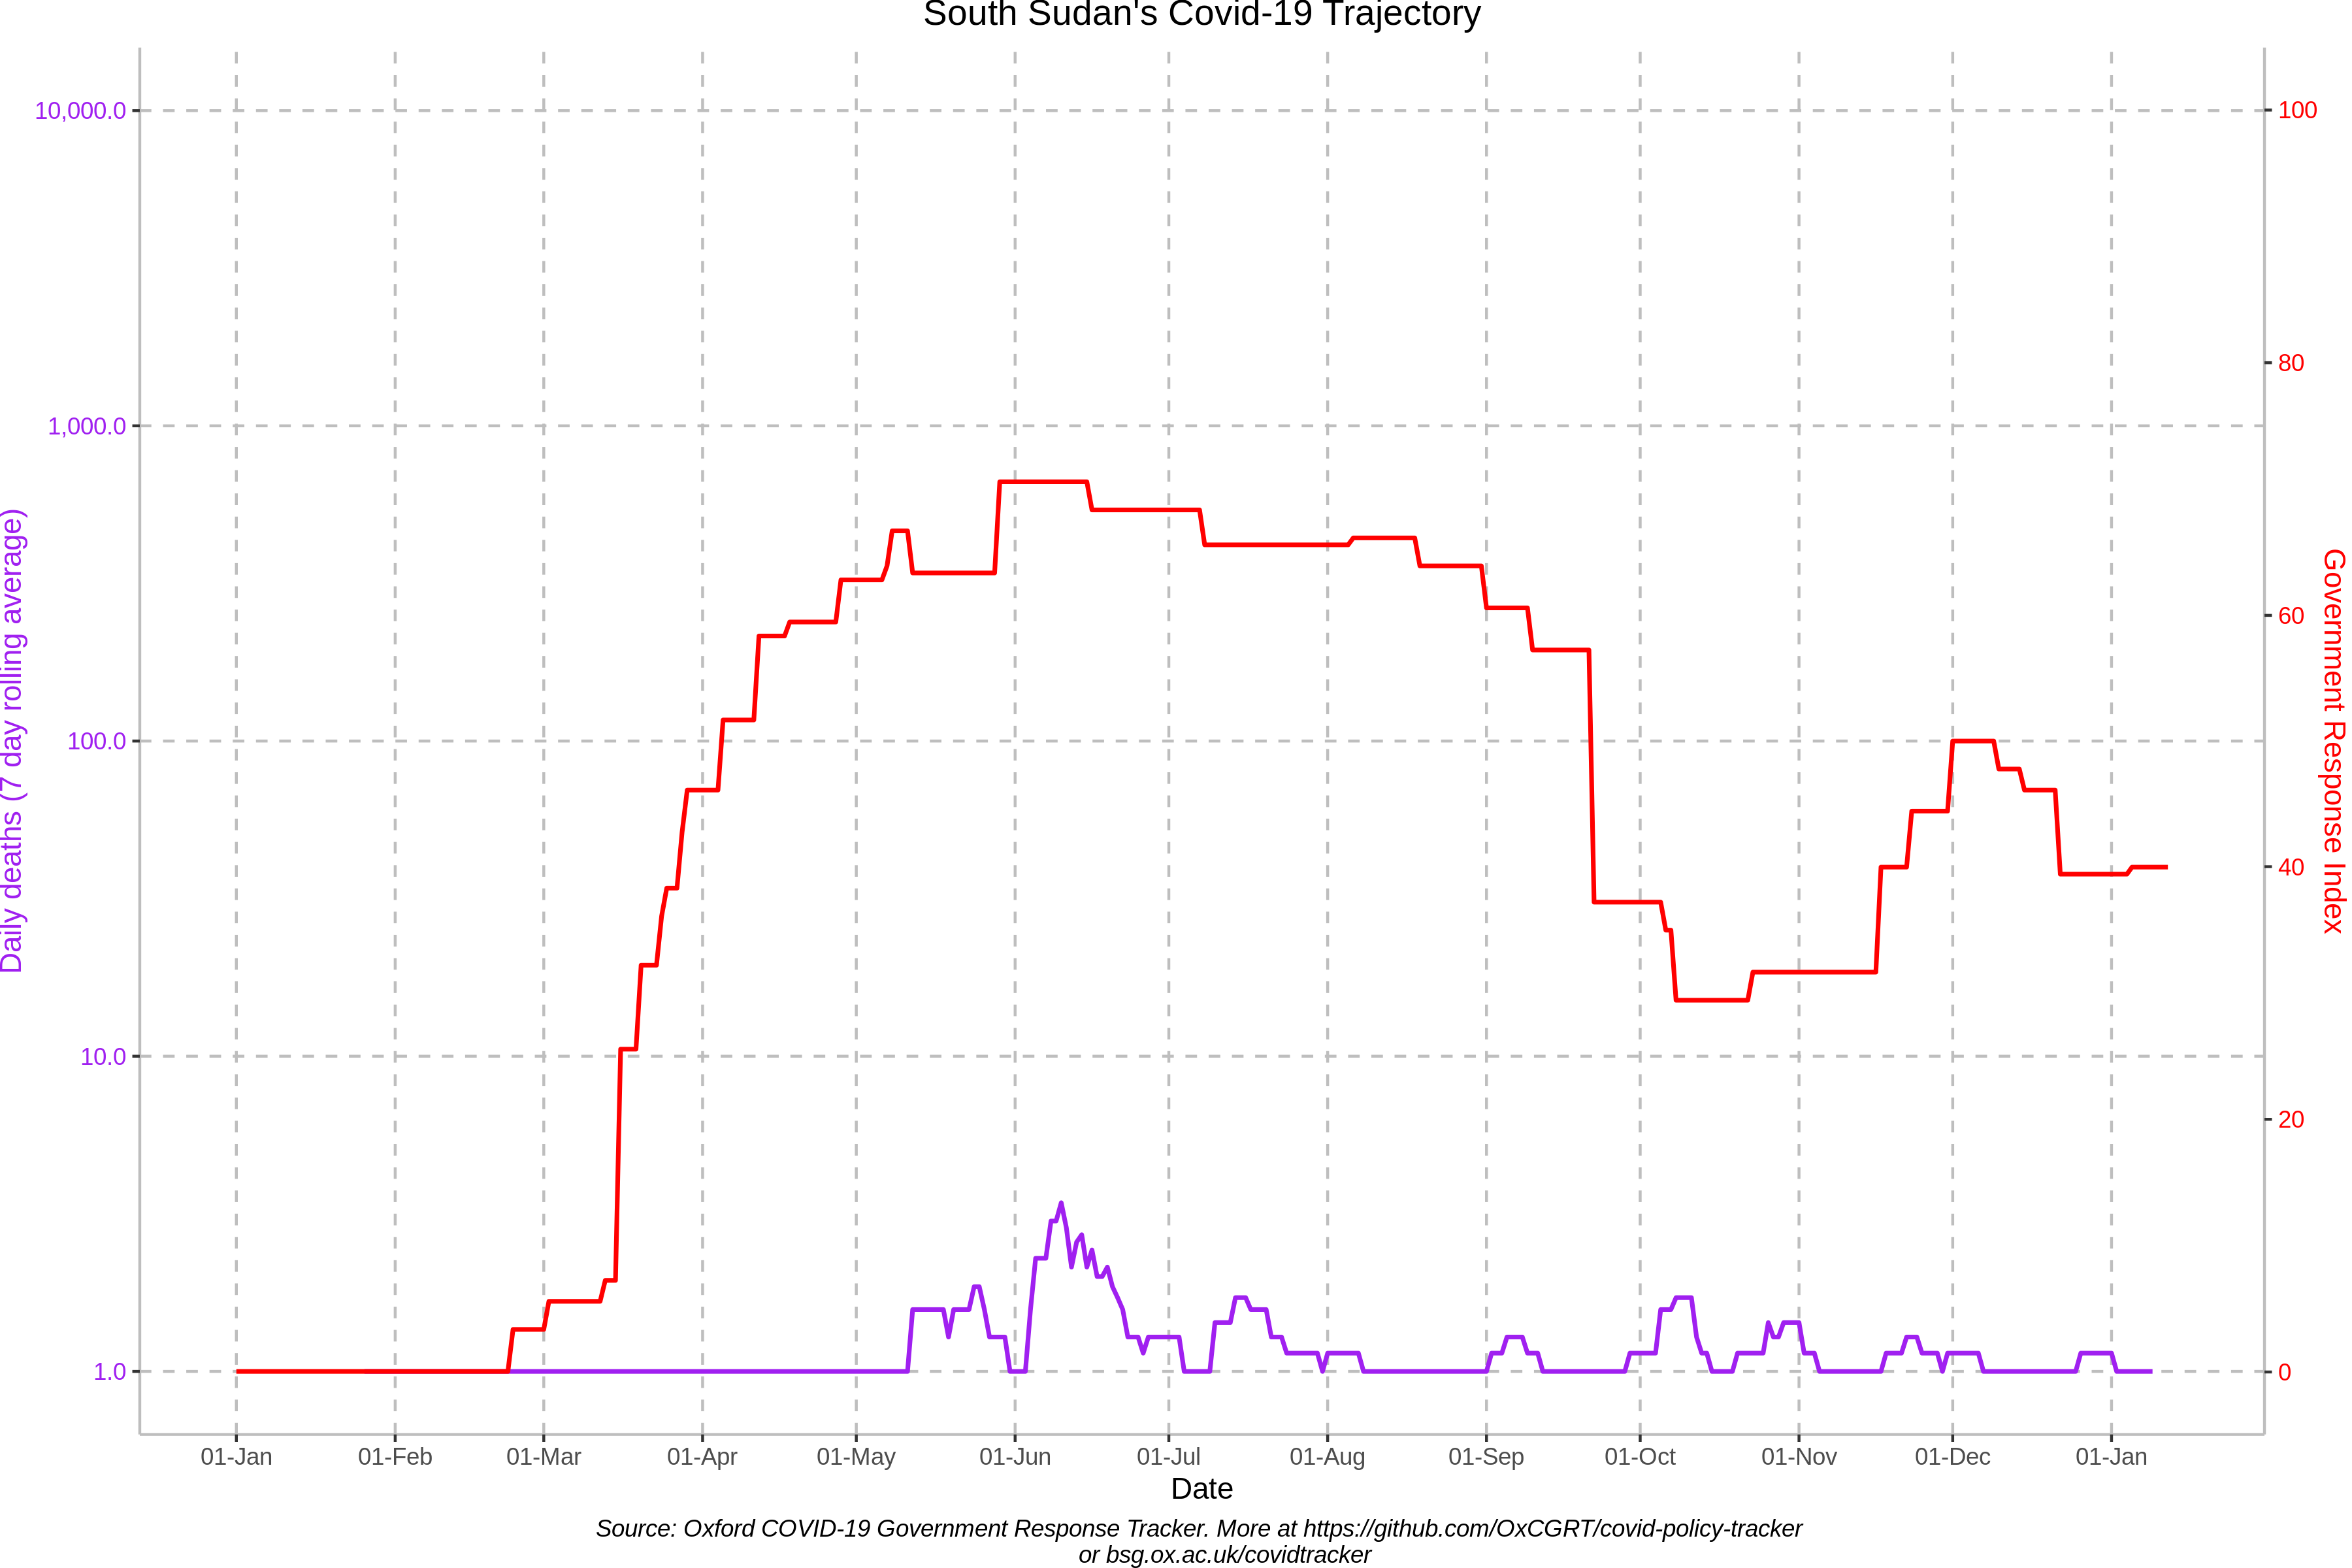 South Sudan's Covid-19 Trajectory
10,000.0
1,000.0
100.0
10.0
1.0
Daily deaths (7 day rolling average)
100
80
60
40
20
0
Government Response Index
01-Jan
01-Feb
01-Mar
01-Apr
01-May
01-Jun
01-Jul
01-Aug
01-Sep
01-Oct
01-Nov
01-Dec
01-Jan
Date
Source: Oxford COVID-19 Government Response Tracker. More at https://github.com/OxCGRT/covid-policy-tracker
or bsg.ox.ac.uk/covidtracker